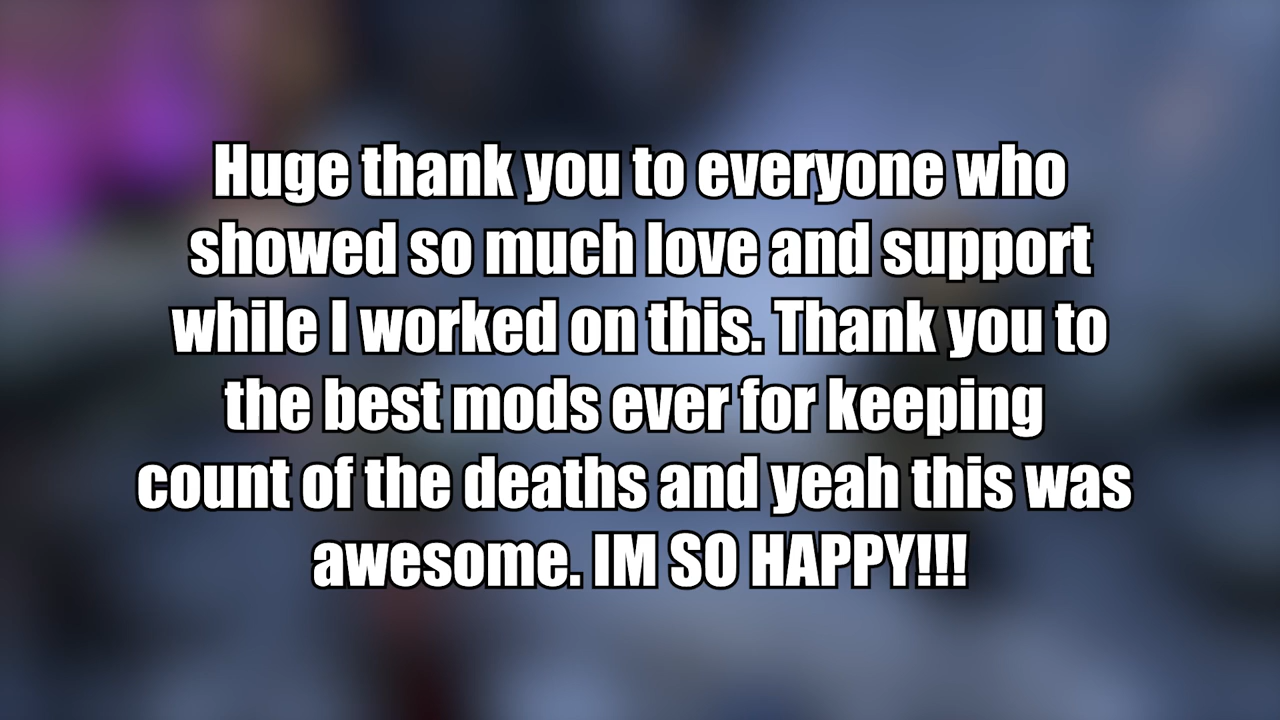 Huge thank you to everyone who
showed so much love and support
while I worked on this. Thank you to
the best mods ever for keeping
count of the deaths and yeah this was
awesome. IM SO HAPPY!!!